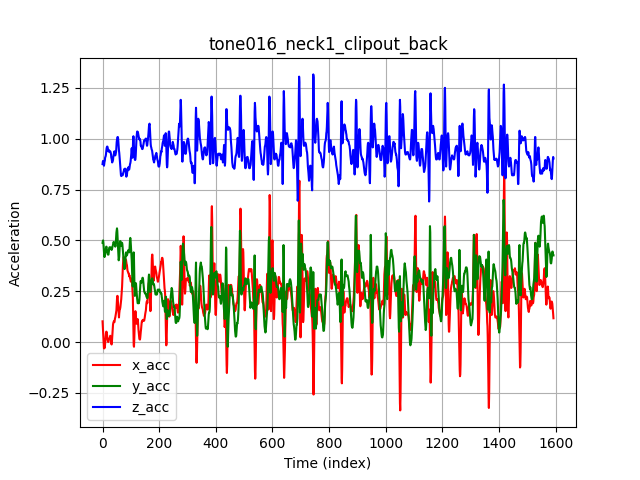 tone016_neck1_clipout_back
1.25
1.00
0.75
0.50
0.25
0.00
−0.25
Acceleration
x_acc
y_acc
z_acc
0 200 400 600 800 1000 1200 1400 1600
Time (index)